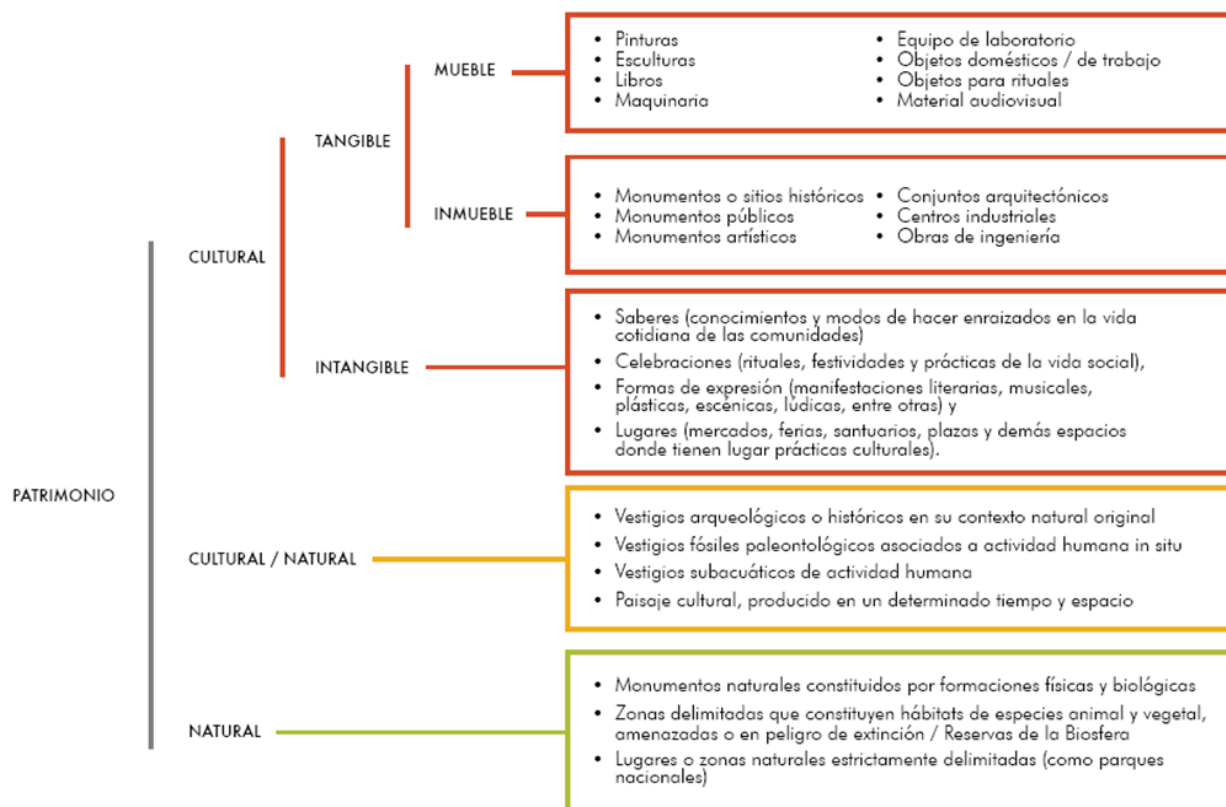 PATRIMONIO
CULTURAL
TANGIBLE
MUEBLE
• Pinturas
• Esculturas
• Libros
• Maquinaria
• Equipo de laboratorio
• Objetos domésticos / de trabajo
• Objetos para rituales
• Material audiovisual
INMUEBLE
• Monumentos o sitios históricos
• Monumentos públicos
• Monumentos artísticos
• Conjuntos arquitectónicos
• Centros industriales
• Obras de ingeniería
INTANGIBLE
• Saberes (conocimientos y modos de hacer enraizados en la vida
cotidiana de las comunidades)
• Celebraciones (rituales, festividades y prácticas de la vida social),
• Formas de expresión (manifestaciones literarias, musicales,
plásticas, escénicas, lúdicas, entre otras) y
• Lugares (mercados, ferias, santuarios, plazas y demás espacios
donde tienen lugar prácticas culturales).
CULTURAL / NATURAL
• Vestigios arqueológicos o históricos en su contexto natural original
• Vestigios fósiles paleontológicos asociados a actividad humana in situ
• Vestigios subacuáticos de actividad humana
• Paisaje cultural, producido en un determinado tiempo y espacio
NATURAL
• Monumentos naturales constituidos por formaciones físicas y biológicas
• Zonas delimitadas que constituyen hábitats de especies animal y vegetal,
amenazadas o en peligro de extinción / Reservas de la Biosfera
• Lugares o zonas naturales estrictamente delimitadas (como parques
nacionales)